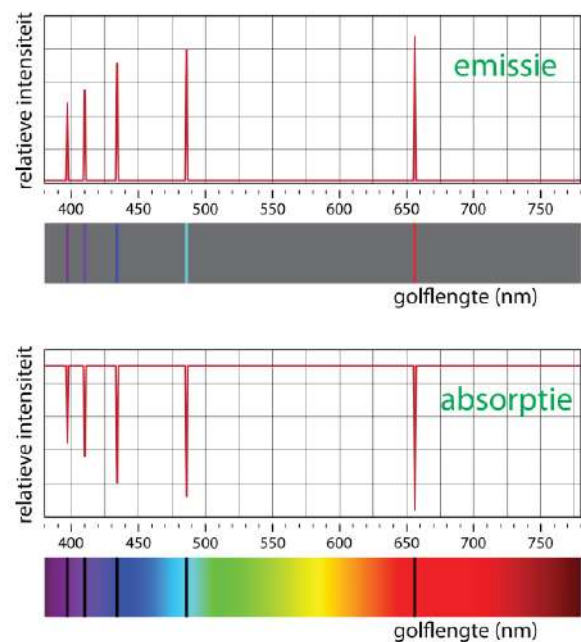 relatieve intensiteit
emissie
400 450 500 550 600 650 700 750
golflengte (nm)
relatieve intensiteit
absorptie
400 450 500 550 600 650 700 750
golflengte (nm)